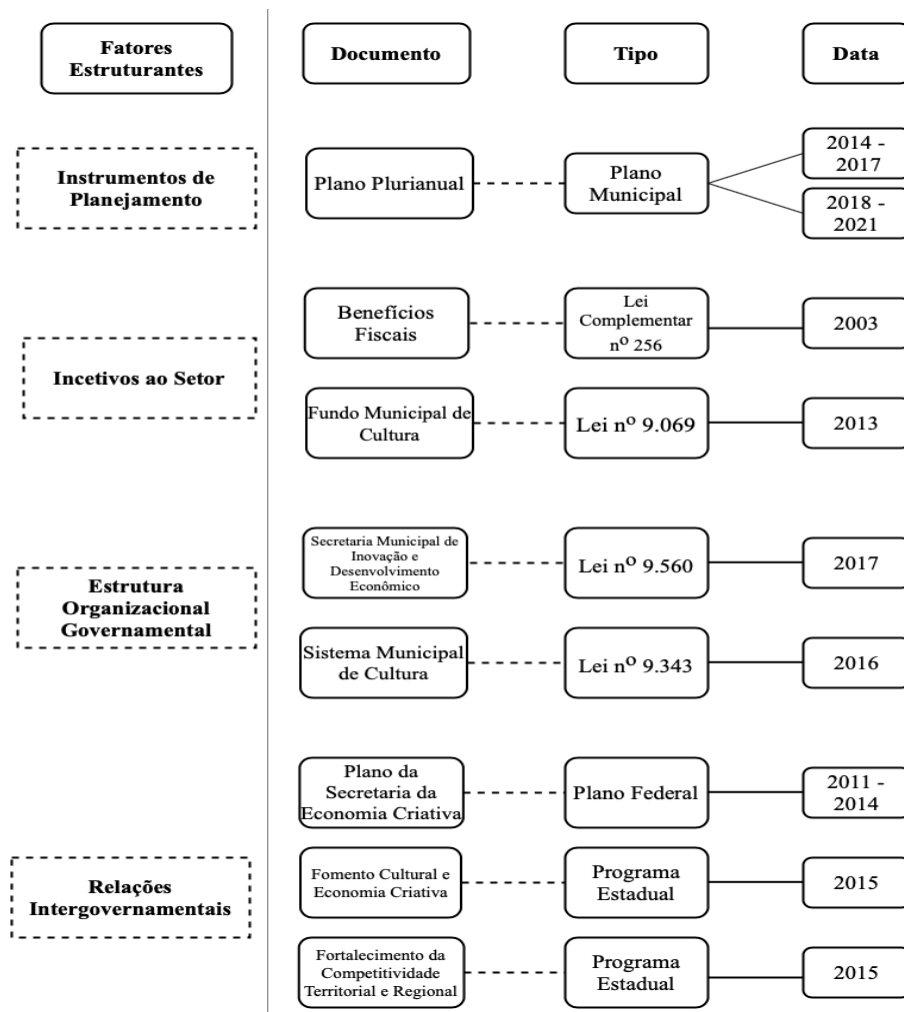 Fatores
Estruturantes
Documento
Tipo
Data
Instrumentos de
Planejamento
Plano Plurianual
Plano
Municipal
2014 -
2017
2018 -
2021
Incetivos ao Setor
Benefícios
Fiscais
Lei
Complementar
nº 256
2003
Fundo Municipal de
Cultura
Lei nº 9.069
2013
Estrutura
Organizacional
Governamental
Secretaria Municipal de
Inovação e
Desenvolvimento
Econômico
Lei nº 9.560
2017
Sistema Municipal
de Cultura
Lei nº 9.343
2016
Relações
Intergovernamentais
Plano da
Secretaria da
Economia Criativa
Plano Federal
2011 -
2014
Fomento Cultural e
Economia Criativa
Programa
Estadual
2015
Fortalecimento da
Competitividade
Territorial e Regional
Programa
Estadual
2015